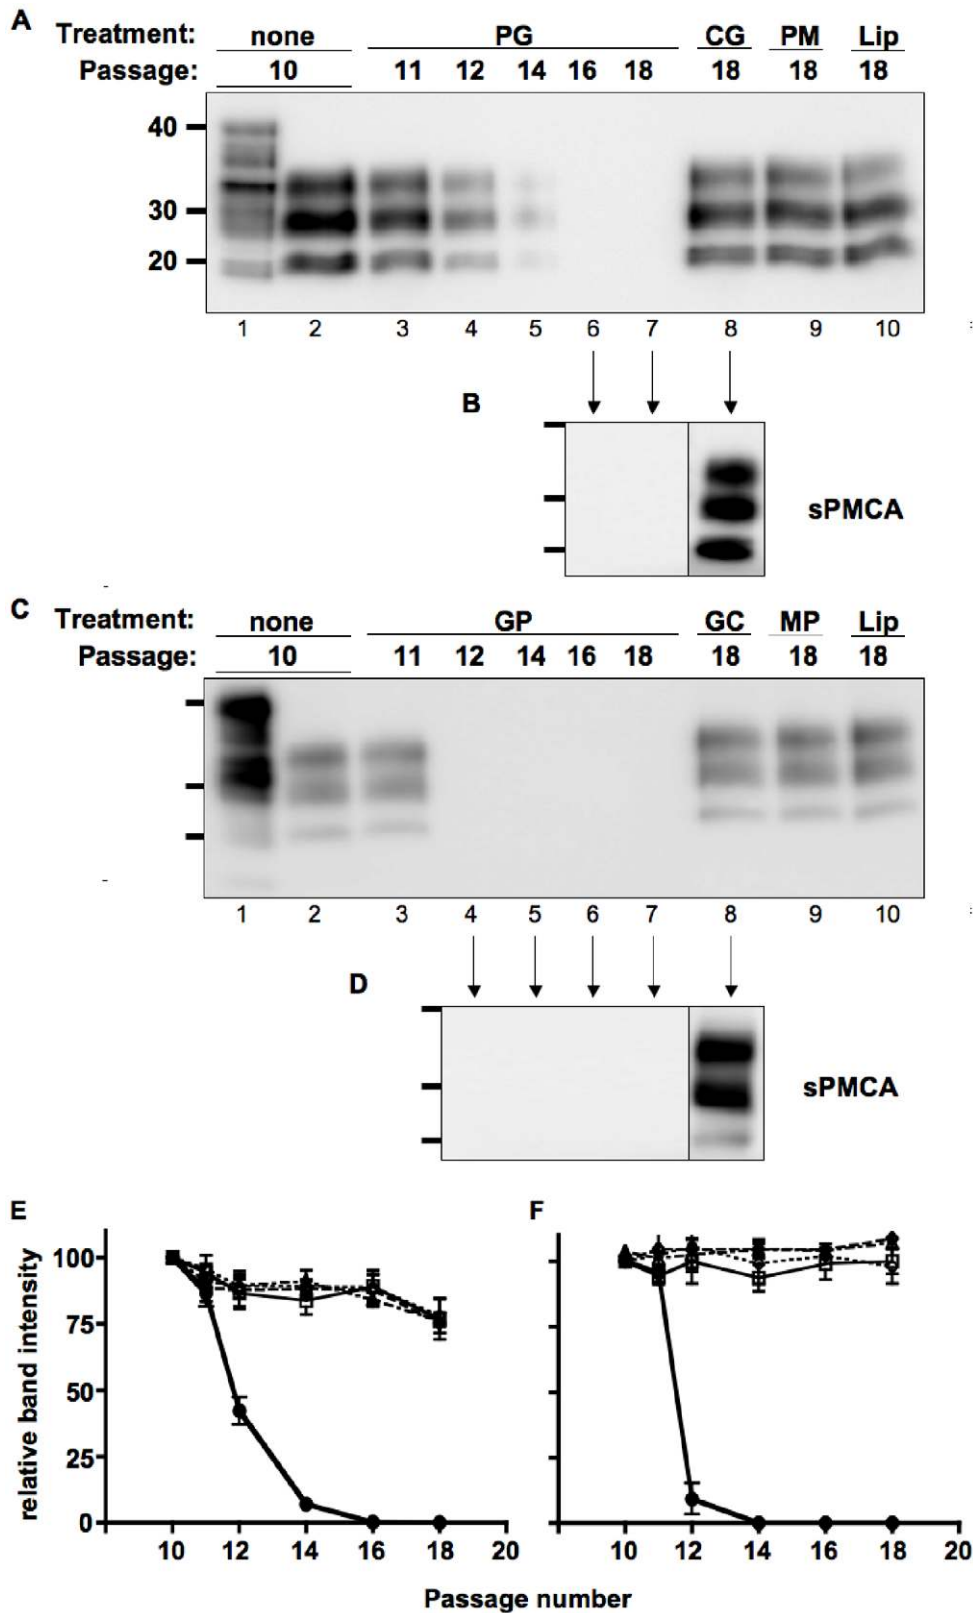 A
Treatment: none PG CG PM Lip
Passage: 10 11 12 14 16 18 18 18 18
40
30
20
1 2 3 4 5 6 7 8 9 10
B
sPMCA
C
Treatment: none GP GC MP Lip
Passage: 10 11 12 14 16 18 18 18 18
1 2 3 4 5 6 7 8 9 10
D
sPMCA
E F
relative band intensity
100
75
50
25
0
10 12 14 16 18 20 10 12 14 16 18 20
Passage number